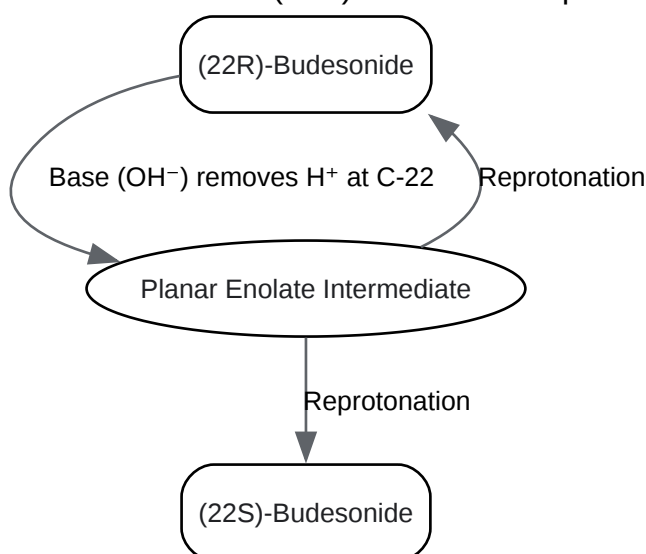 (22R)-Budesonide
Base (OH⁻) removes H⁺ at C-22
Reprotonation
Planar Enolate Intermediate
Reprotonation
(22S)-Budesonide